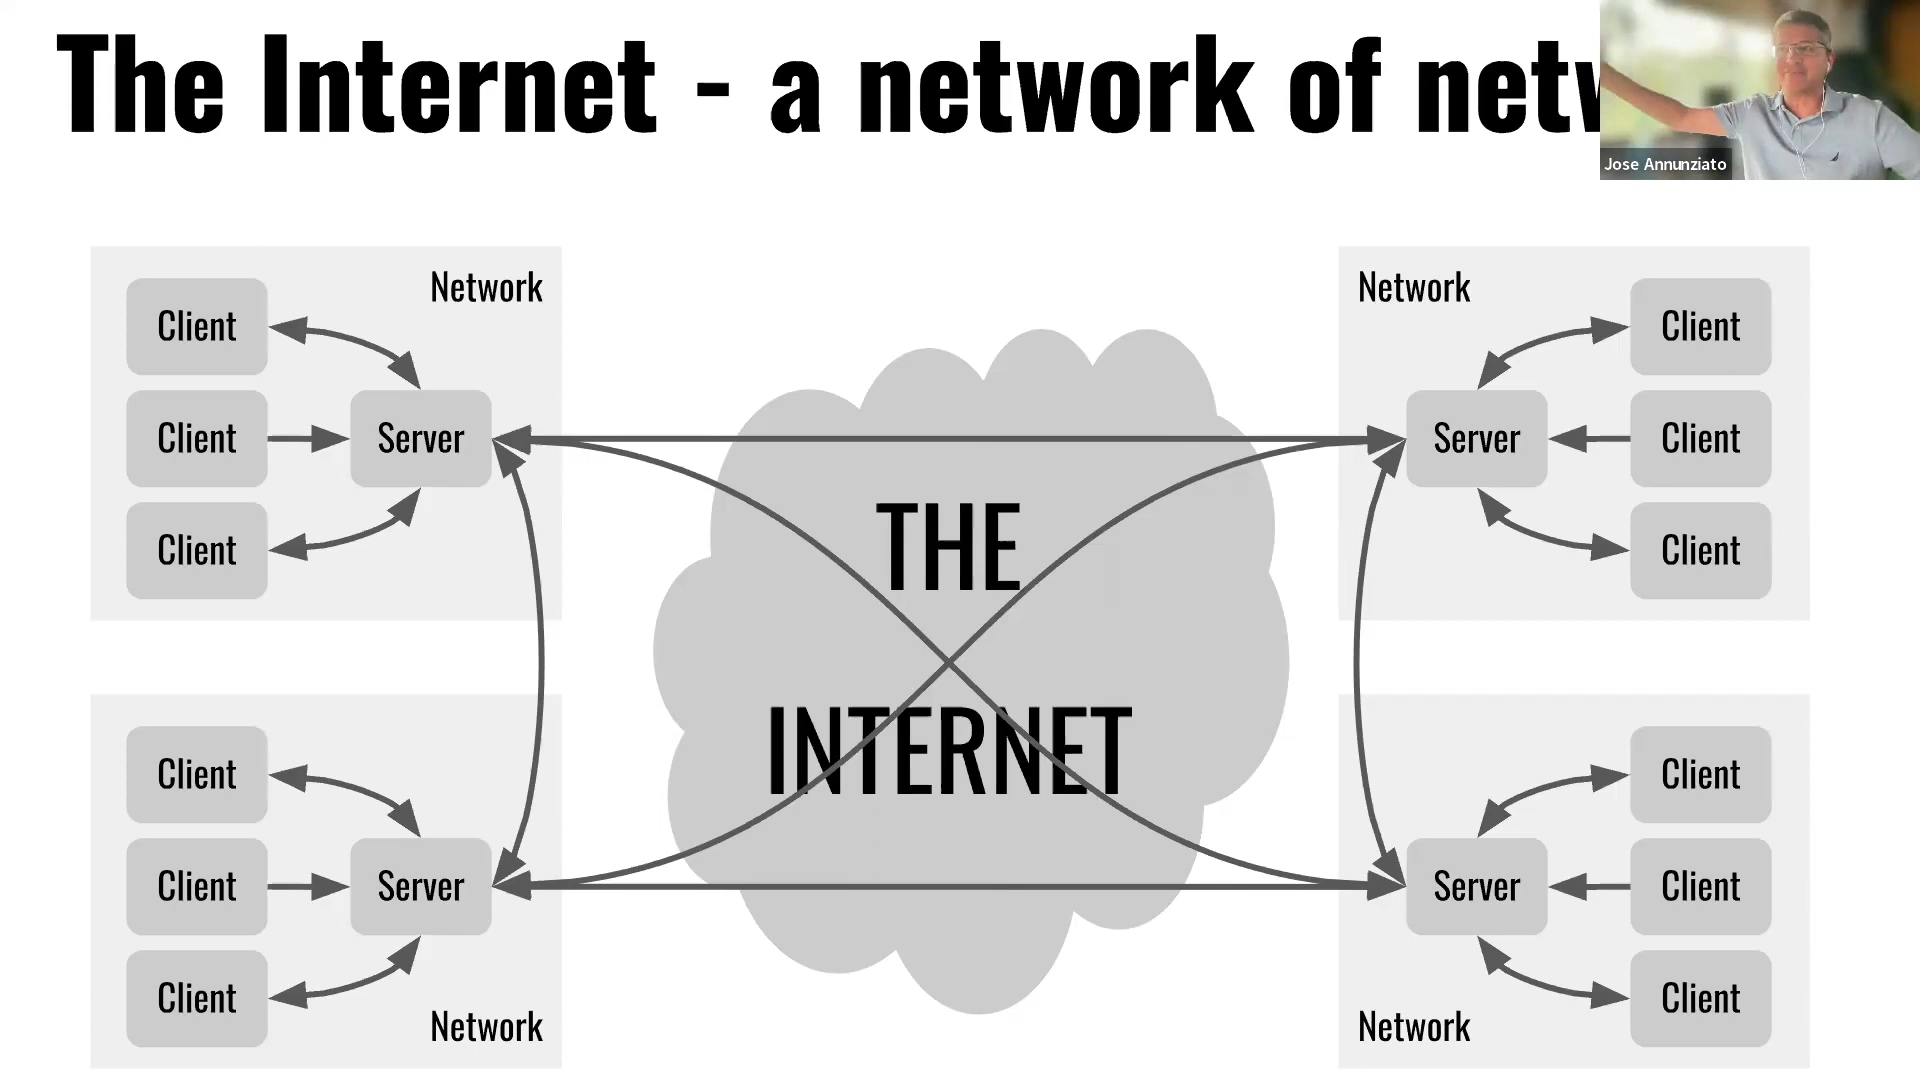 The Internet - a network of
Jose Annunziato
Network
Client
Client
Server
Client
Network
Client
Server
Client
Client
THE
INTERNET
Client
Client
Server
Client
Network
Client
Server
Client
Client
Network